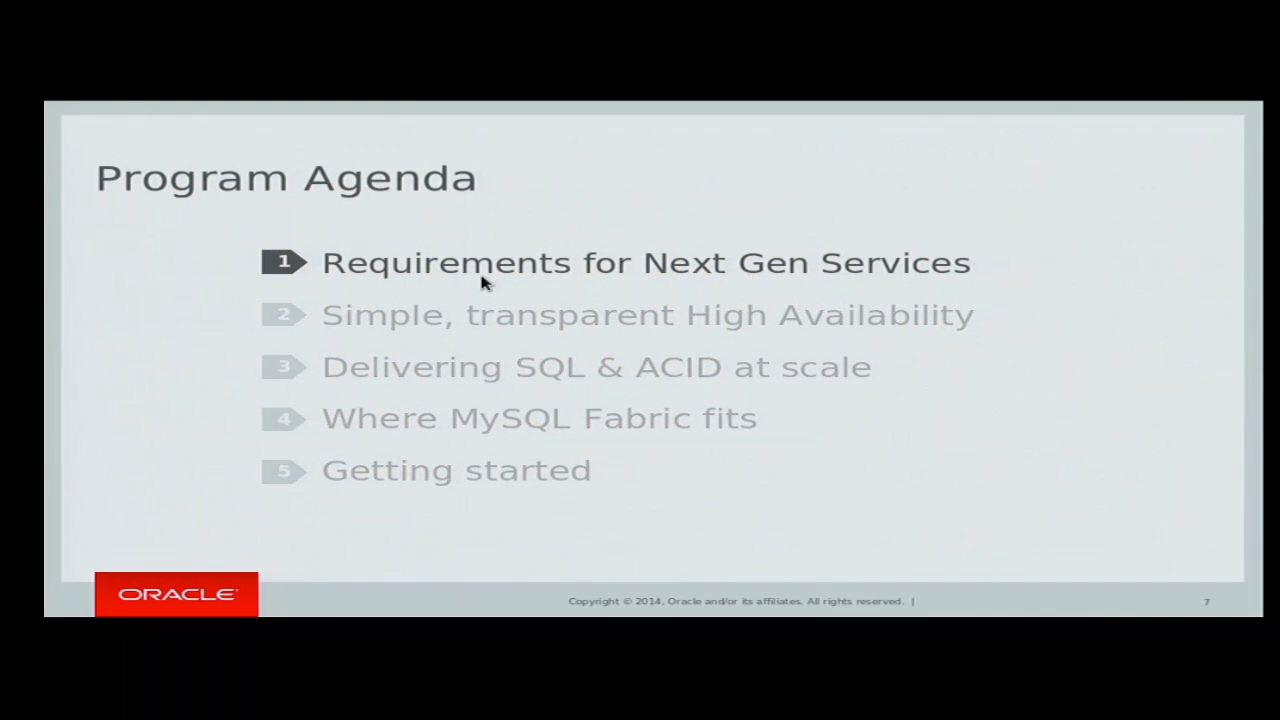 Program Agenda
1 Requirements for Next Gen Services
2 Simple, transparent High Availability
3 Delivering SQL & ACID at scale
4 Where MySQL Fabric fits
5 Getting started
ORACLE
Copyright © 2014, Oracle and/or its affiliates. All rights reserved. |
7